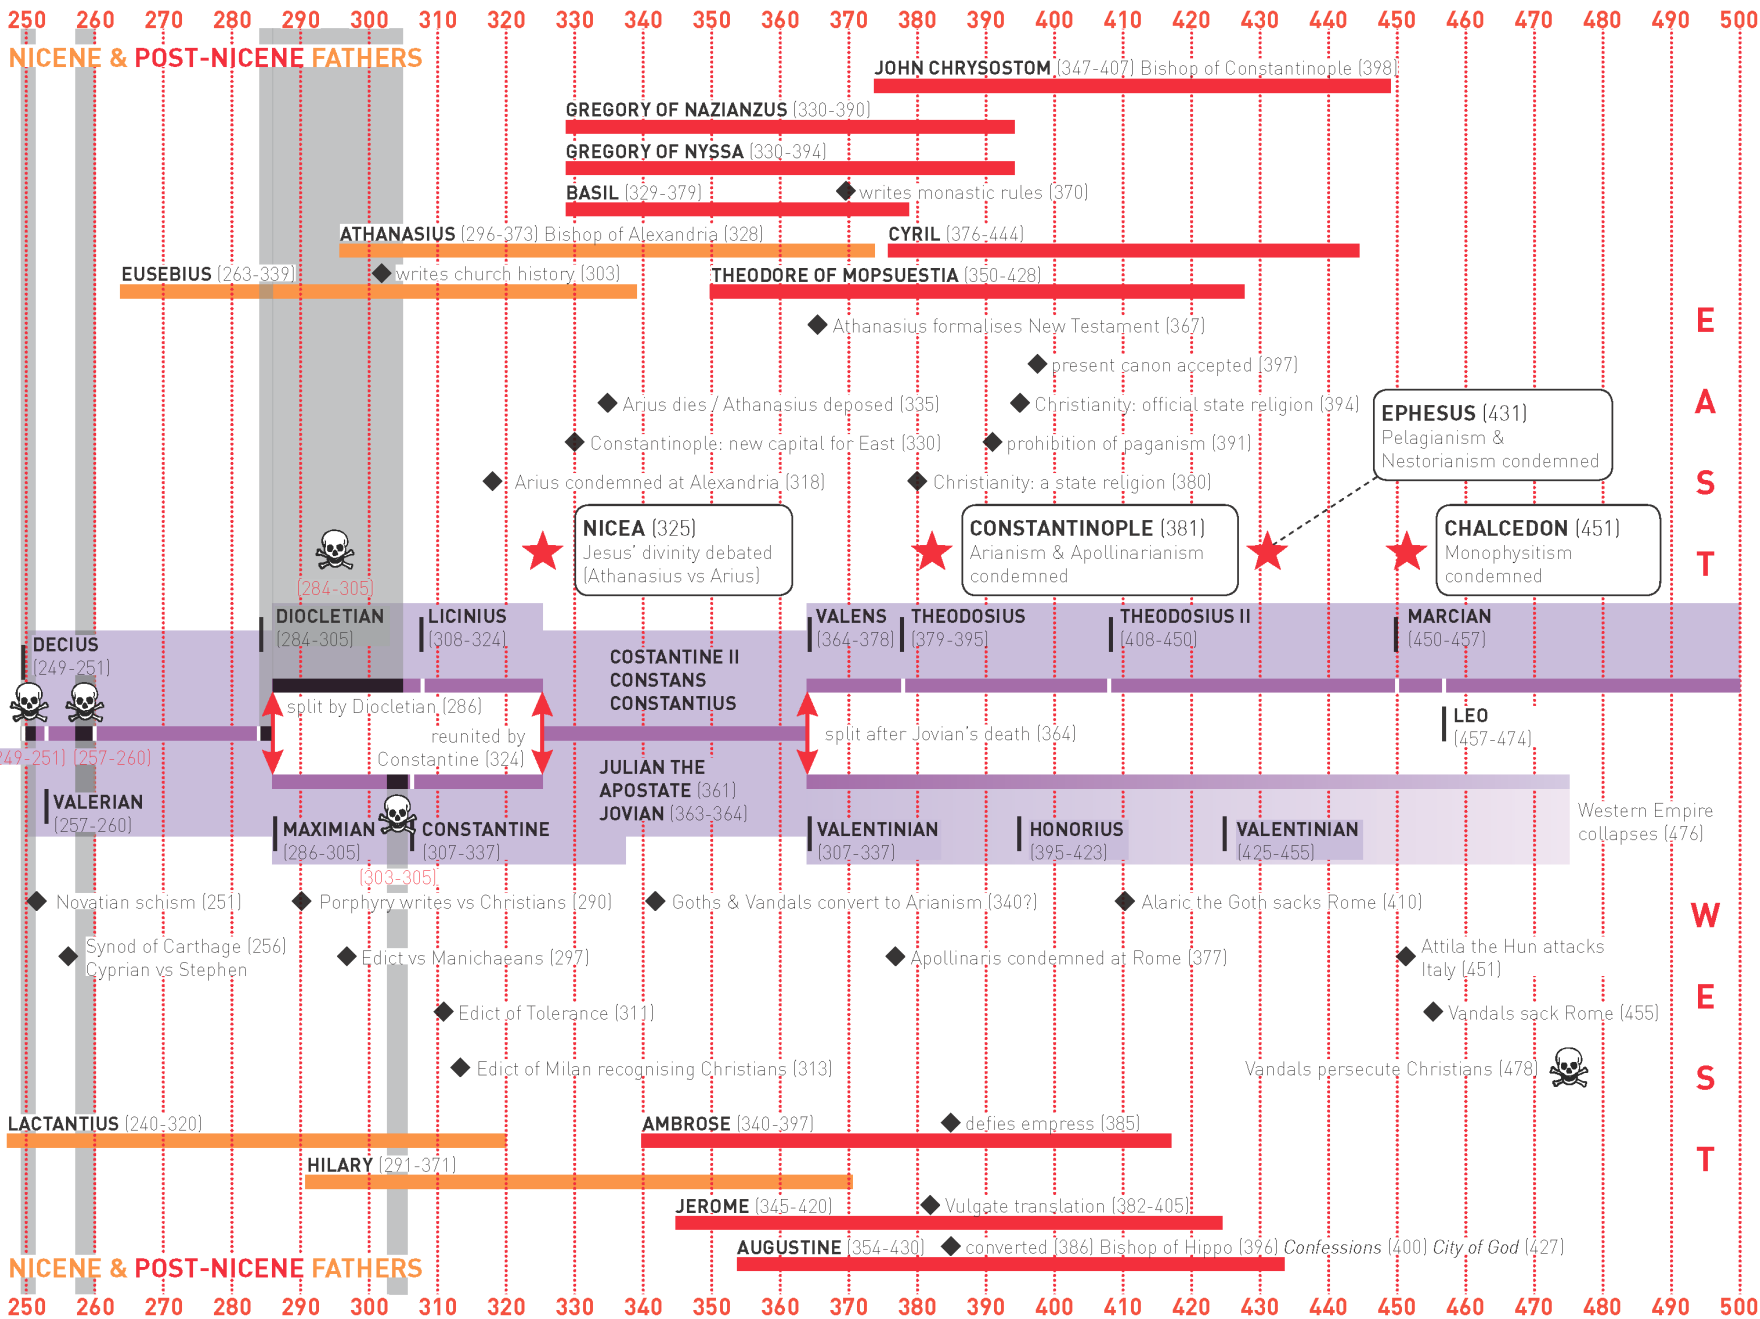 250 260 270 280 290 300 310 320 330 340 350 360 370 380 390 400 410 420 430 440 450 460 470 480 490 500
NICENE & POST-NICENE FATHERS
JOHN CHRYSOSTOM (347-407) Bishop of Constantinople (398)
GREGORY OF NAZIANZUS (330-390)
GREGORY OF NYSSA (330-394)
BASIL (329-379)
writes monastic rules (370)
ATHANASIUS (296-373) Bishop of Alexandria (328)
CYRIL (376-444)
EUSEBIUS (263-339)
writes church history (303)
THEODORE OF MOPSUESTIA (350-428)
Athanasius formalises New Testament (367)
present canon accepted (397)
Arius dies / Athanasius deposed (335)
Christianity: official state religion (394)
Constantinople: new capital for East (330)
prohibition of paganism (391)
Arius condemned at Alexandria (318)
Christianity: a state religion (380)
EPHESUS (431)
Pelagianism &
Nestorianism condemned
NICEA (325)
Jesus' divinity debated
(Athanasius vs Arius)
CONSTANTINOPLE (381)
Arianism & Apollinarianism
condemned
CHALCEDON (451)
Monophysitism
condemned
E
A
S
T
(284-305)
DIOCLETIAN
(284-305)
LICINIUS
(308-324)
VALENS
(364-378)
THEODOSIUS
(379-395)
THEODOSIUS II
(408-450)
MARCIAN
(450-457)
DECIUS
(249-251)
COSTANTINE II
CONSTANS
CONSTANTIUS
split by Diocletian (286)
reunited by
Constantine (324)
split after Jovian's death (364)
LEO
(457-474)
249-251)
(257-260)
JULIAN THE
APOSTATE (361)
JOVIAN (363-364)
VALERIAN
(257-260)
MAXIMIAN
(286-305)
CONSTANTINE
(307-337)
(303-305)
VALENTINIAN
(307-337)
HONORIUS
(395-423)
VALENTINIAN
(425-455)
Western Empire
collapses (476)
Novatian schism (251)
Porphyry writes vs Christians (290)
Goths & Vandals convert to Arianism (340?)
Alaric the Goth sacks Rome (410)
Synod of Carthage (256)
Cyprian vs Stephen
Edict vs Manichaeans (297)
Apollinaris condemned at Rome (377)
Attila the Hun attacks
Italy (451)
Edict of Tolerance (311)
Vandals sack Rome (455)
Edict of Milan recognising Christians (313)
Vandals persecute Christians (478)
W
E
S
T
LACTANTIUS (240-320)
AMBROSE (340-397)
defies empress (385)
HILARY (291-371)
JEROME (345-420)
Vulgate translation (382-405)
AUGUSTINE (354-430)
converted (386) Bishop of Hippo (396) Confessions (400) City of God (427)
NICENE & POST-NICENE FATHERS
250 260 270 280 290 300 310 320 330 340 350 360 370 380 390 400 410 420 430 440 450 460 470 480 490 500